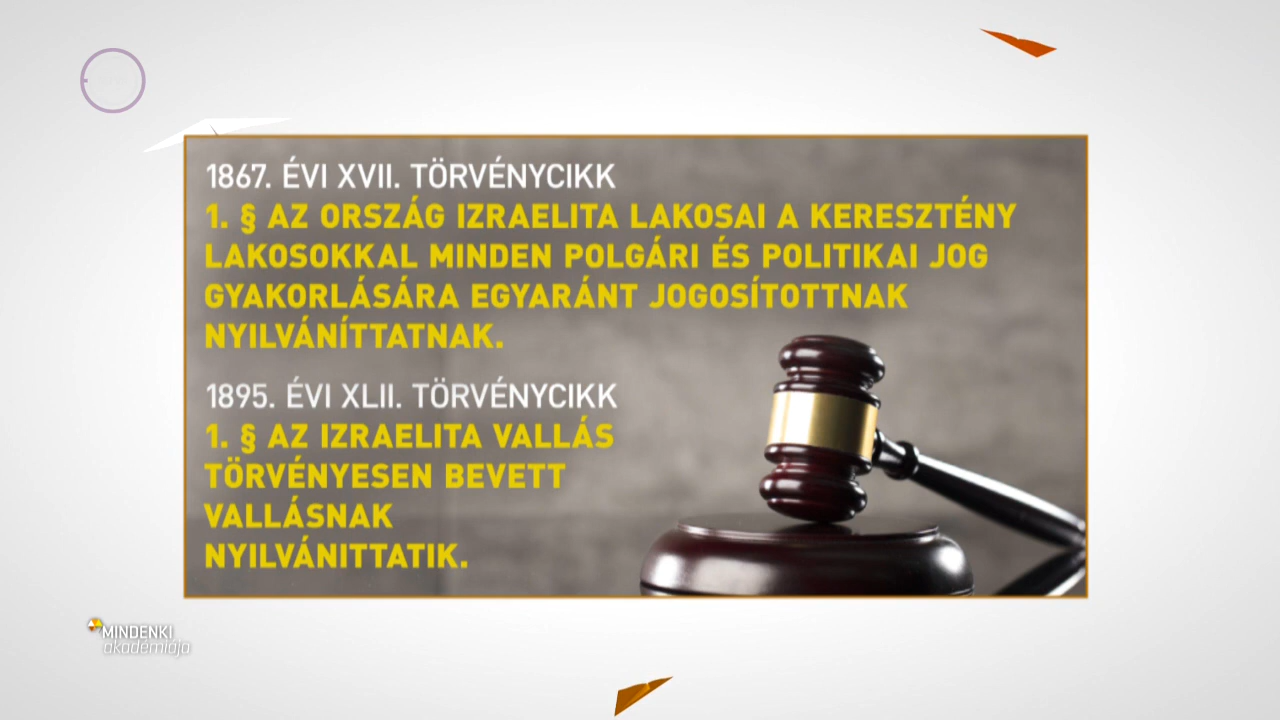 1867. ÉVI XVII. TÖRVÉNYCIKK
1. § AZ ORSZÁG IZRAELITA LAKOSAI A KERESZTÉNY
LAKOSOKKAL MINDEN POLGÁRI ÉS POLITIKAI JOG
GYAKORLÁSÁRA EGYARÁNT JOGOSÍTOTTNAK
NYILVÁNÍTTATNAK.
1895. ÉVI XLII. TÖRVÉNYCIKK
1. § AZ IZRAELITA VALLÁS
TÖRVÉNYESEN BEVETT
VALLÁSNAK
NYILVÁNITTATIK.
MINDENKI
akadémiája